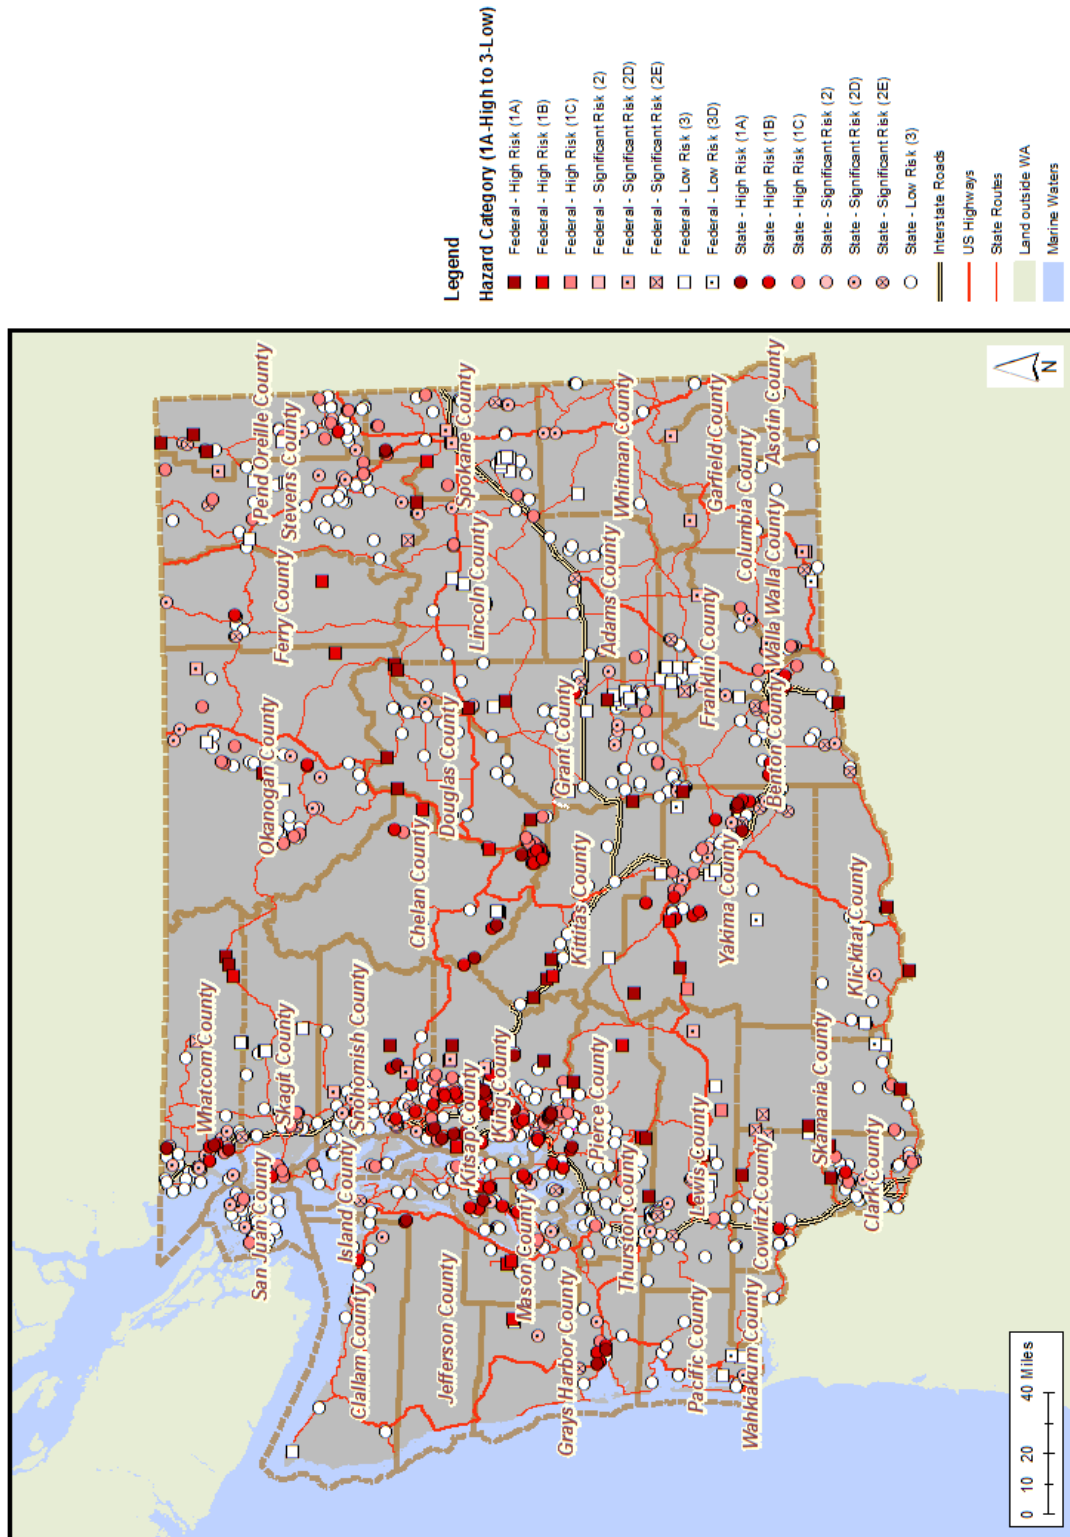 Legend
Hazard Category (1A-High to 3-Low)
Federal - High Risk (1A)
Federal - High Risk (1B)
Federal - High Risk (1C)
Federal - Significant Risk (2)
Federal - Significant Risk (2D)
Federal - Significant Risk (2E)
Federal - Low Risk (3)
Federal - Low Risk (3D)
State - High Risk (1A)
State - High Risk (1B)
State - High Risk (1C)
State - Significant Risk (2)
State - Significant Risk (2D)
State - Significant Risk (2E)
State - Low Risk (3)
Interstate Roads
US Highways
State Routes
Land outside WA
Marine Waters
Whatcom County
San Juan County
Skagit County
Island County
Snohomish County
Clallam County
Jefferson County
Kitsap County
King County
Mason County
Grays Harbor County
Pierce County
Thurston County
Lewis County
Pacific County
Wahkiakum County
Cowlitz County
Skamania County
Clark County
Okanogan County
Ferry County
Stevens County
Pend Oreille County
Chelan County
Douglas County
Lincoln County
Spokane County
Kittitas County
Grant County
Adams County
Whitman County
Yakima County
Franklin County
Benton County
Walla Walla County
Columbia County
Garfield County
Asotin County
Klickitat County
0 10 20 40 Miles
N